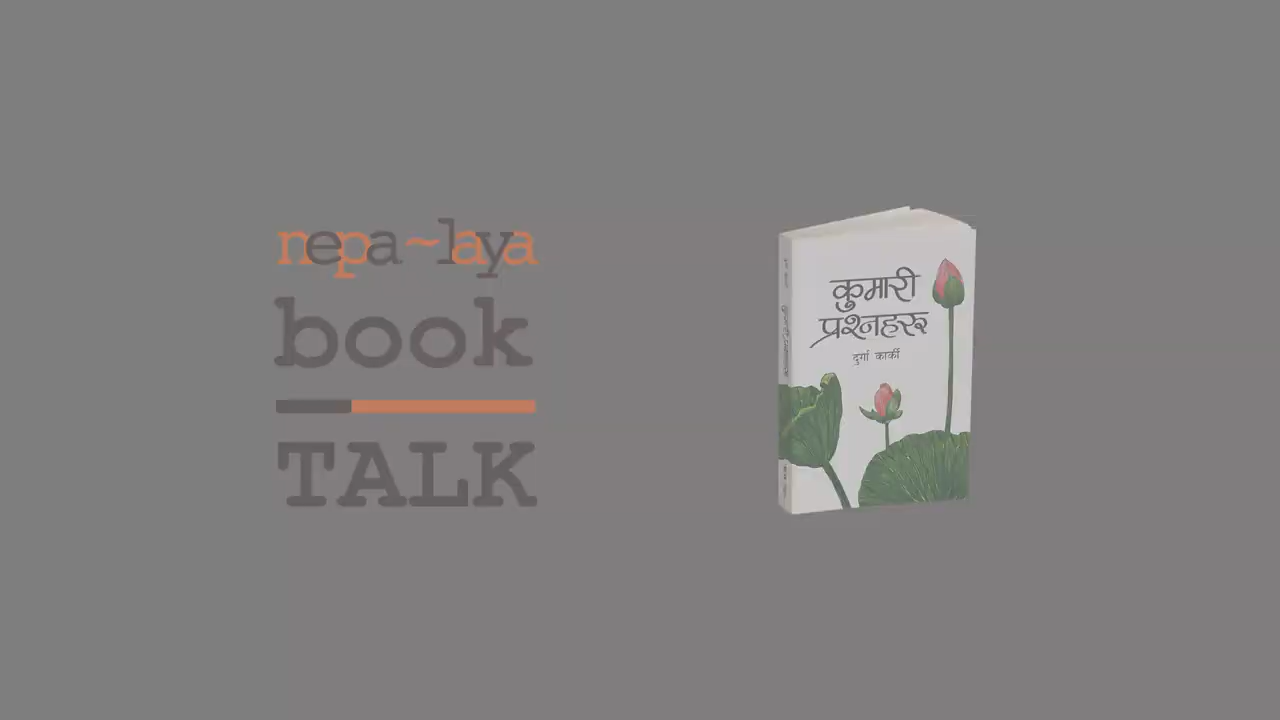 nepa~laya
book
TALK
कुमारी
प्रश्नहरू
दुर्गा कार्की